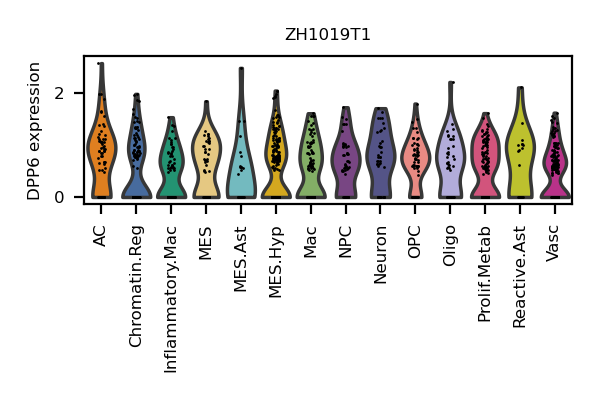 ZH1019T1
DPP6 expression
2
0
AC
Chromatin.Reg
Inflammatory.Mac
MES
MES.Ast
MES.Hyp
Mac
NPC
Neuron
OPC
Oligo
Prolif.Metab
Reactive.Ast
Vasc